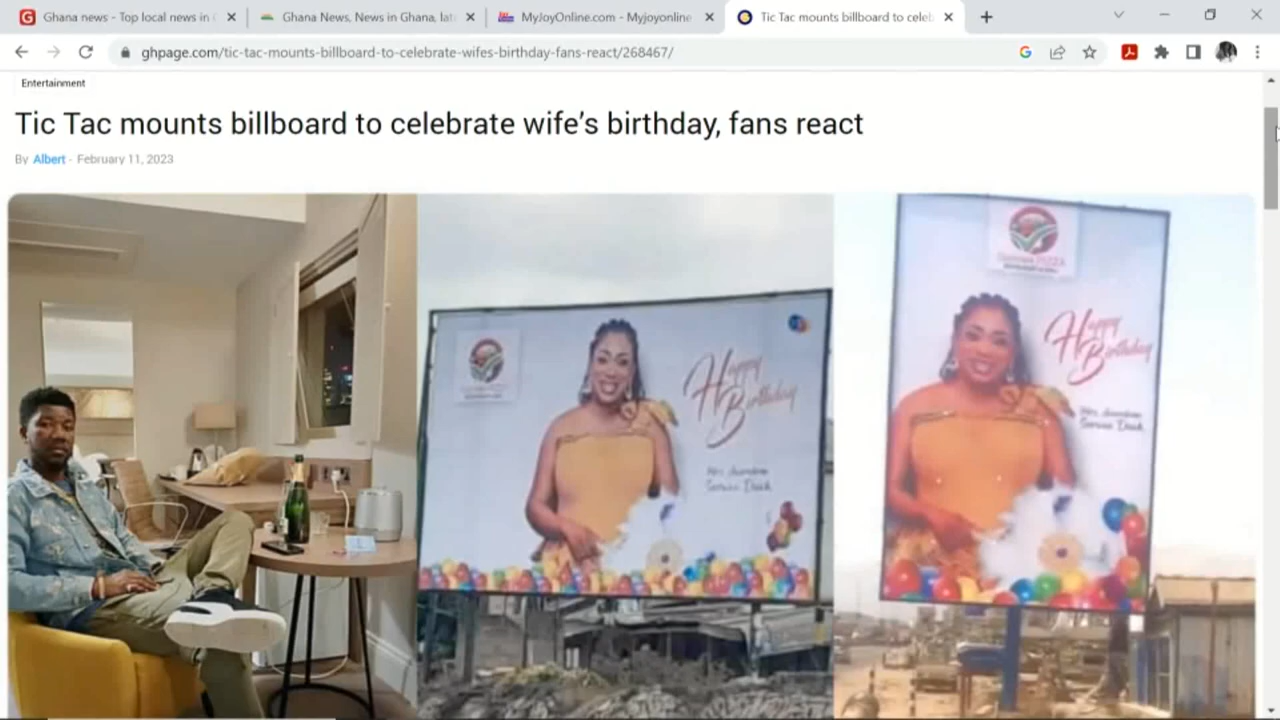 Ghana news - Top local news in
Ghana News, News in Ghana, lat
MyJoyOnline.com - Myjoyonline
Tic Tac mounts billboard to celeb
ghpage.com/tic-tac-mounts-billboard-to-celebrate-wifes-birthday-fans-react/268467/
Entertainment
Tic Tac mounts billboard to celebrate wife's birthday, fans react
By Albert - February 11, 2023
Happy
Birthday
Happy
Birthday